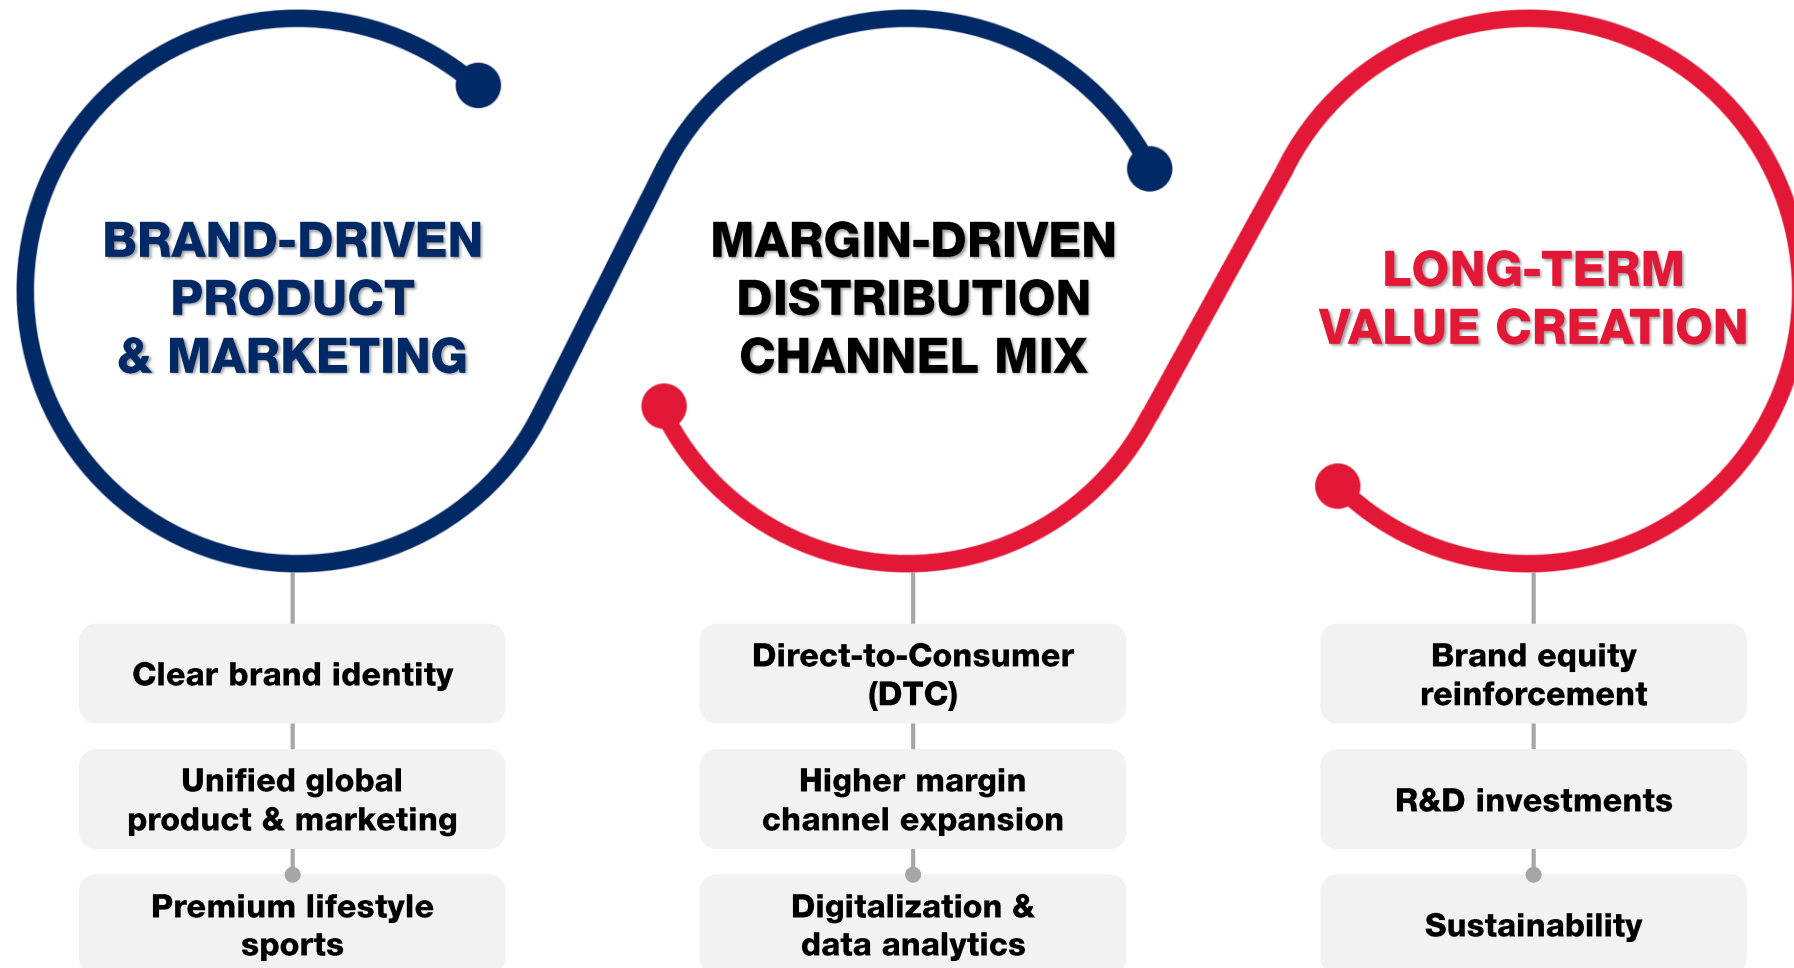 BRAND-DRIVEN
PRODUCT
& MARKETING
Clear brand identity
Unified global
product & marketing
Premium lifestyle
sports
MARGIN-DRIVEN
DISTRIBUTION
CHANNEL MIX
Direct-to-Consumer
(DTC)
Higher margin
channel expansion
Digitalization &
data analytics
LONG-TERM
VALUE CREATION
Brand equity
reinforcement
R&D investments
Sustainability